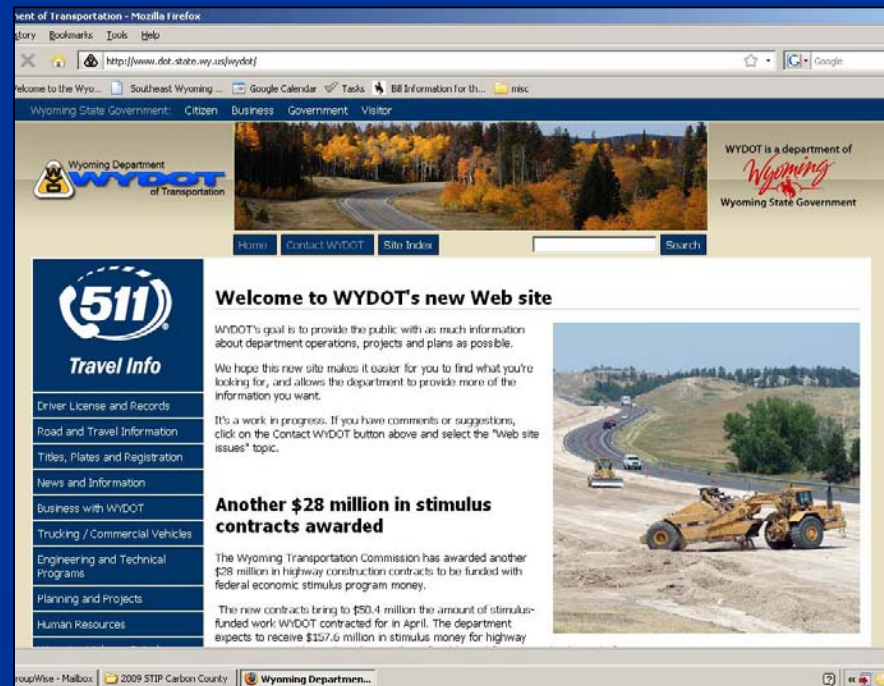 ment of Transportation - Mozilla Firefox
story Bookmarks Tools Help
http://www.dot.state.wy.us/wydot/
Google
elcome to the Wyo... Southeast Wyoming ... Google Calendar Tasks Bill Information for th... misc
Wyoming State Government: Citizen Business Government Visitor
Wyoming Department
WYDOT
of Transportation
WYDOT is a department of
Wyoming
Wyoming State Government
Home Contact WYDOT Site Index Search
511
Travel Info
Driver License and Records
Road and Travel Information
Titles, Plates and Registration
News and Information
Business with WYDOT
Trucking / Commercial Vehicles
Engineering and Technical
Programs
Planning and Projects
Human Resources
Welcome to WYDOT's new Web site
WYDOT's goal is to provide the public with as much information
about department operations, projects and plans as possible.
We hope this new site makes it easier for you to find what you're
looking for, and allows the department to provide more of the
information you want.
It's a work in progress. If you have comments or suggestions,
click on the Contact WYDOT button above and select the "Web site
issues" topic.
Another $28 million in stimulus
contracts awarded
The Wyoming Transportation Commission has awarded another
$28 million in highway construction contracts to be funded with
federal economic stimulus program money.
The new contracts bring to $50.4 million the amount of stimulus-
funded work WYDOT contracted for in April. The department
expects to receive $157.6 million in stimulus money for highway
roupWise - Mailbox 2009 STIP Carbon County Wyoming Departmen...